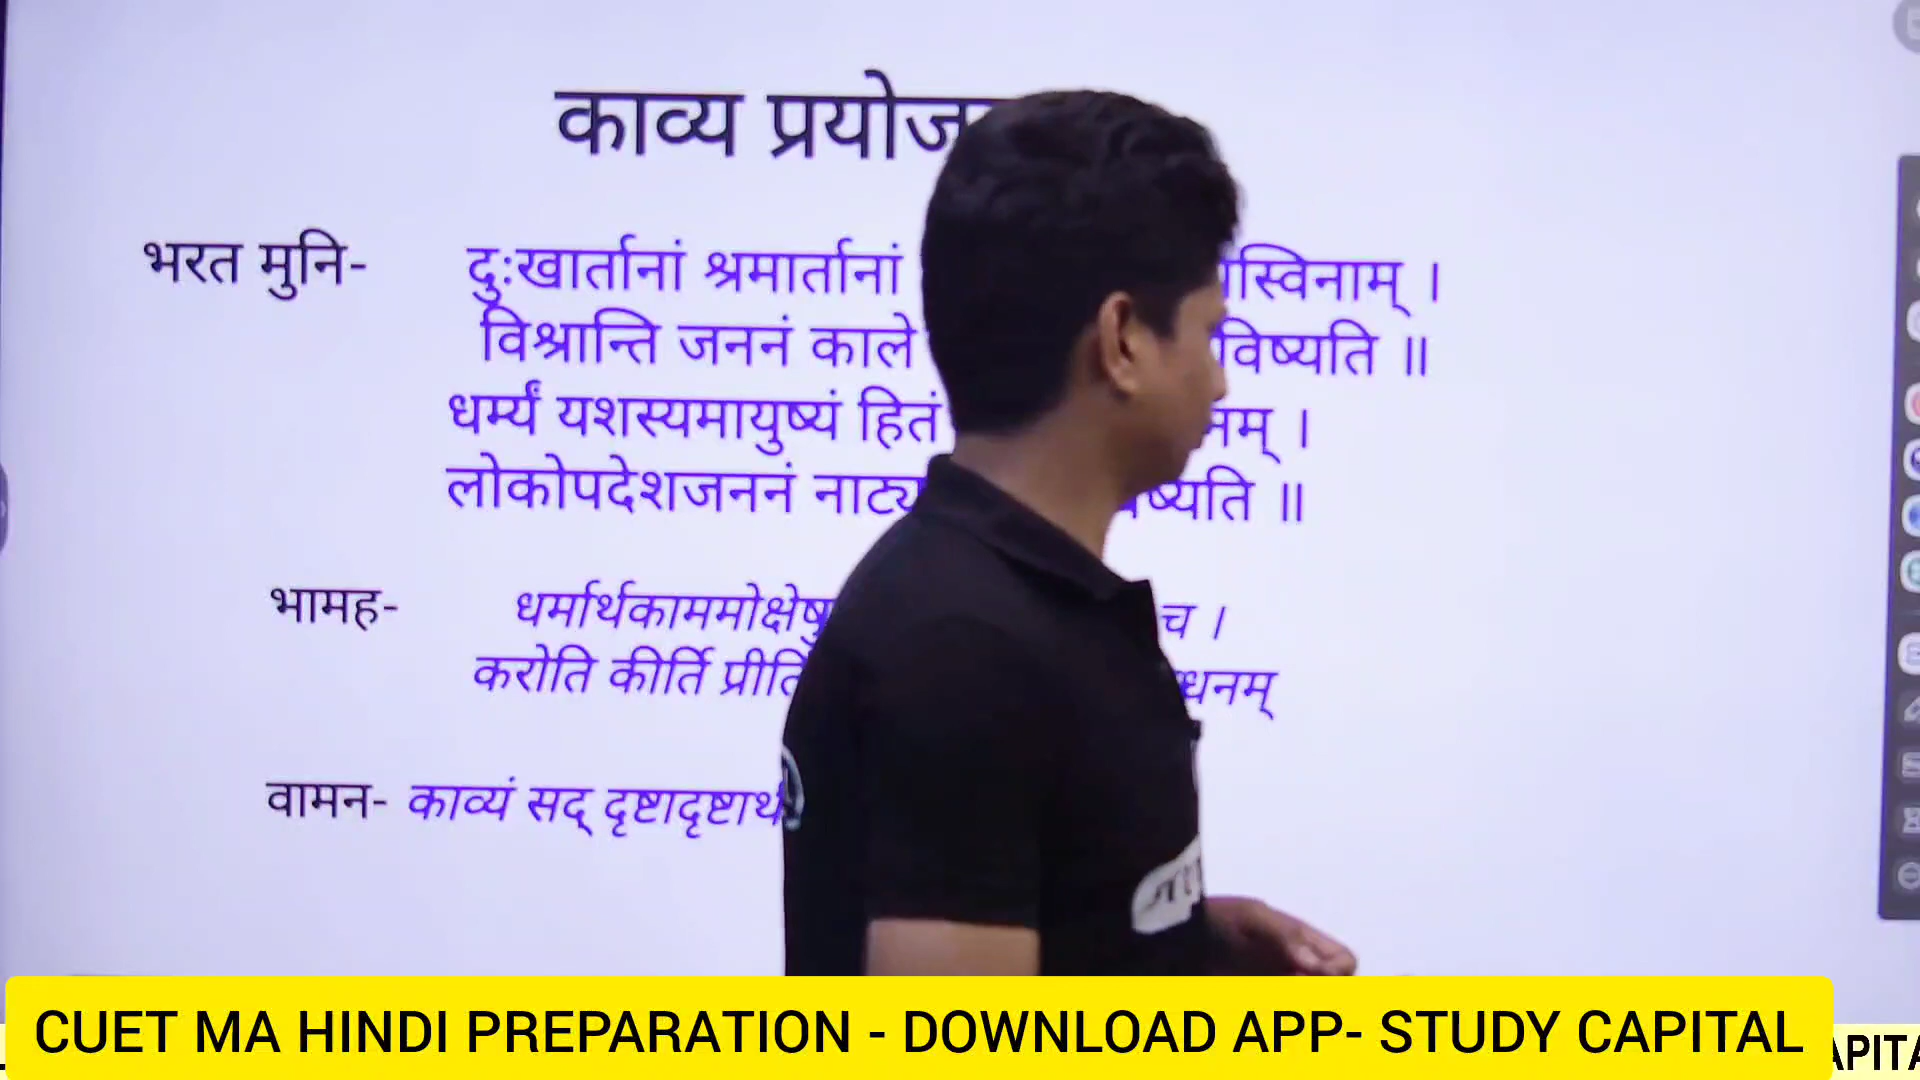 काव्य प्रयोज
भरत मुनि- दुःखार्तानां श्रमार्तानां स्विनाम् ।
विश्रान्ति जननं काले विष्यति ॥
धर्म्यं यशस्यमायुष्यं हितं नम् ।
लोकोपदेशजननं नाट्य ष्यति ॥
भामह- धर्मार्थकाममोक्षेषु च ।
करोति कीर्ति प्रीति धनम्
वामन- काव्यं सद् दृष्टादृष्टार्थ
CUET MA HINDI PREPARATION - DOWNLOAD APP- STUDY CAPITAL